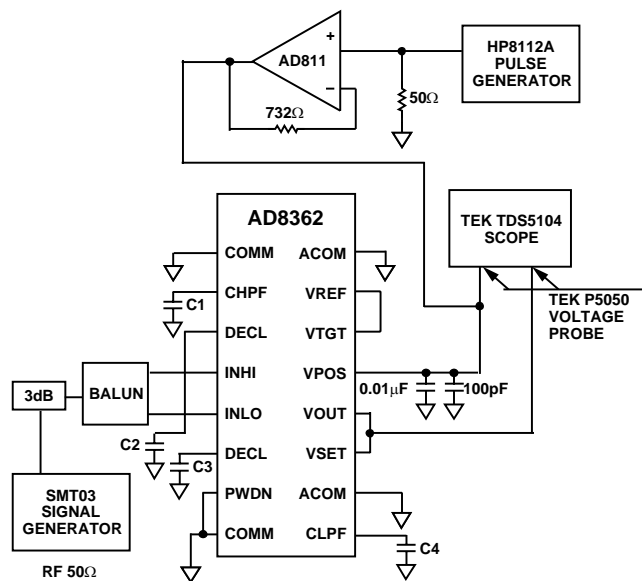 AD811
+
−
732Ω
50Ω
HP8112A
PULSE
GENERATOR
AD8362
COMM
CHPF
DECL
INHI
INLO
DECL
PWDN
COMM
ACOM
VREF
VTGT
VPOS
VOUT
VSET
ACOM
CLPF
C1
C2
C3
C4
0.01μF
100pF
TEK TDS5104
SCOPE
TEK P5050
VOLTAGE
PROBE
3dB
BALUN
SMT03
SIGNAL
GENERATOR
RF 50Ω